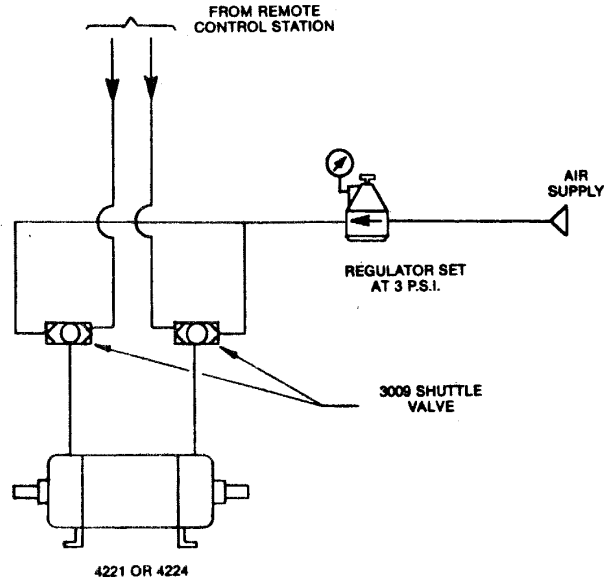 FROM REMOTE
CONTROL STATION
AIR
SUPPLY
REGULATOR SET
AT 3 P.S.I.
3009 SHUTTLE
VALVE
4221 OR 4224